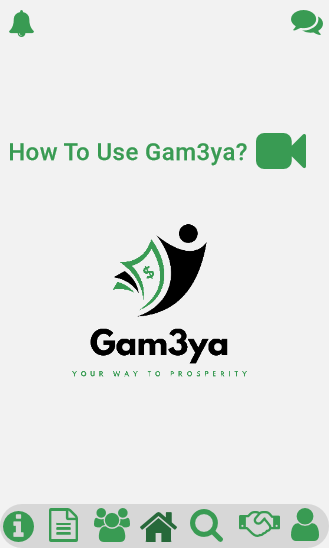 How To Use Gam3ya?
$
Gam3ya
YOUR WAY TO PROSPERITY